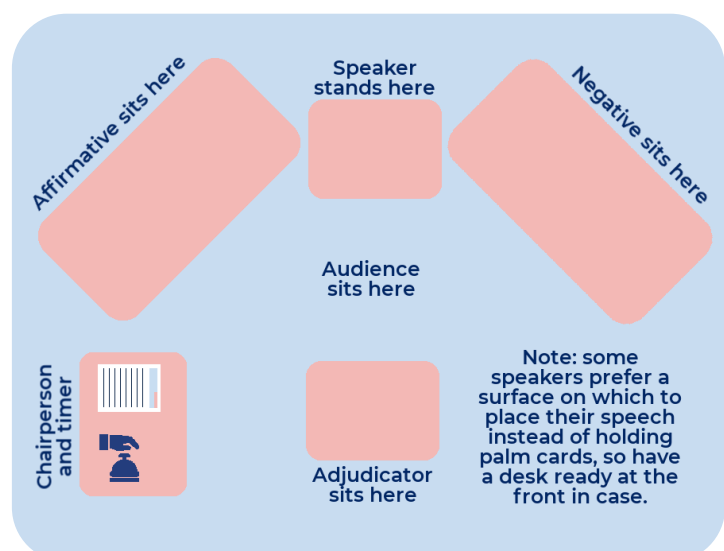 Affirmative sits here
Speaker
stands here
Negative sits here
Audience
sits here
Chairperson
and timer
Adjudicator
sits here
Note: some
speakers prefer a
surface on which to
place their speech
instead of holding
palm cards, so have
a desk ready at the
front in case.